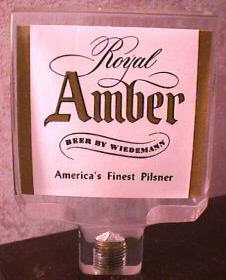 Royal
Amber
BEER BY WIEDEMANN
America's Finest Pilsner